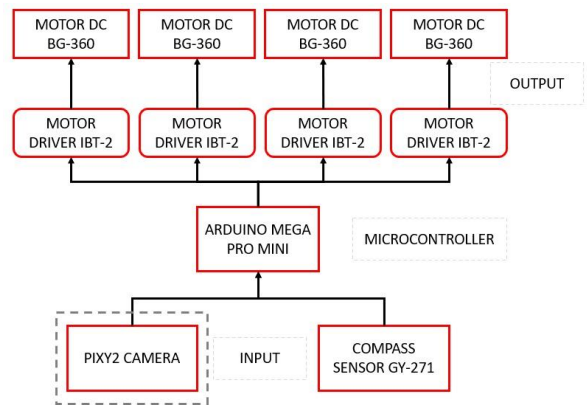 MOTOR DC
BG-360
MOTOR DC
BG-360
MOTOR DC
BG-360
MOTOR DC
BG-360
OUTPUT
MOTOR
DRIVER IBT-2
MOTOR
DRIVER IBT-2
MOTOR
DRIVER IBT-2
MOTOR
DRIVER IBT-2
ARDUINO MEGA
PRO MINI
MICROCONTROLLER
PIXY2 CAMERA
INPUT
COMPASS
SENSOR GY-271